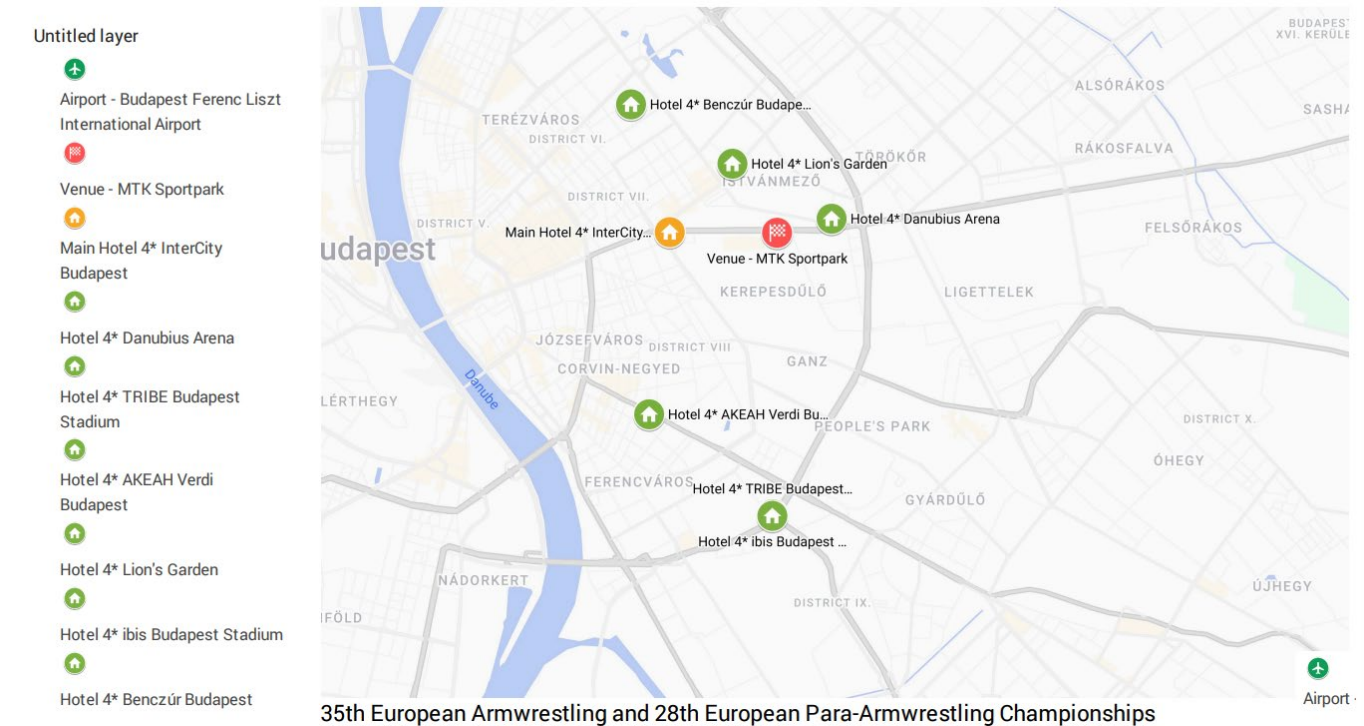 Untitled layer
Airport - Budapest Ferenc Liszt
International Airport
Venue - MTK Sportpark
Main Hotel 4* InterCity
Budapest
Hotel 4* Danubius Arena
Hotel 4* TRIBE Budapest
Stadium
Hotel 4* AKEAH Verdi
Budapest
Hotel 4* Lion's Garden
Hotel 4* ibis Budapest Stadium
Hotel 4* Benczúr Budapest
BUDAPEST
XVI. KERÜLE
ALSÓRÁKOS
Hotel 4* Benczúr Budape...
SASHA
TERÉZVÁROS
DISTRICT VI.
RÁKOSFALVA
TÖRÖKŐR
Hotel 4* Lion's Garden
ISTVÁNMEZŐ
DISTRICT VII.
DISTRICT V.
Hotel 4* Danubius Arena
FELSŐRÁKOS
Main Hotel 4* InterCity...
udapest
Venue - MTK Sportpark
KEREPESDŰLŐ
LIGETTELEK
JÓZSEFVÁROS
DISTRICT VIII
GANZ
CORVIN-NEGYED
Danube
LÉRTHEGY
Hotel 4* AKEAH Verdi Bu...
PEOPLE'S PARK
DISTRICT X.
ÓHEGY
FERENCVÁROS
Hotel 4* TRIBE Budapest...
GYÁRDŰLŐ
Hotel 4* ibis Budapest ...
NÁDORKERT
ÚJHEGY
DISTRICT IX.
NFÖLD
Airport -
35th European Armwrestling and 28th European Para-Armwrestling Championships